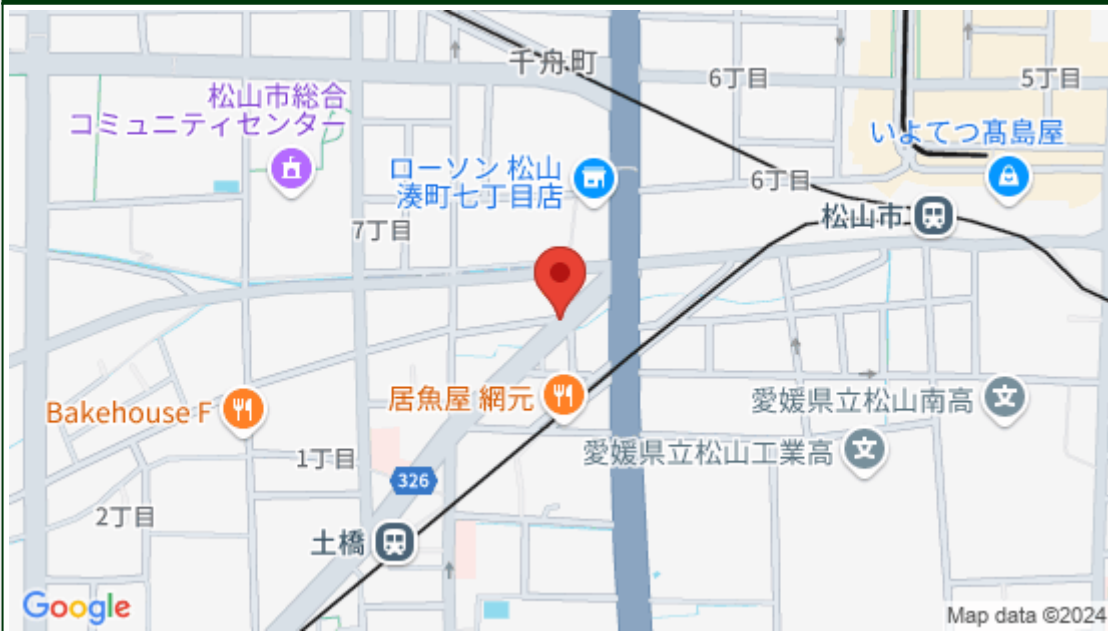 千舟町
6丁目
5丁目
松山市総合
コミュニティセンター
いよてつ髙島屋
ローソン 松山
湊町七丁目店
6丁目
松山市
7丁目
居魚屋 網元
愛媛県立松山南高
Bakehouse F
愛媛県立松山工業高
1丁目
326
2丁目
土橋
Google
Map data ©2024